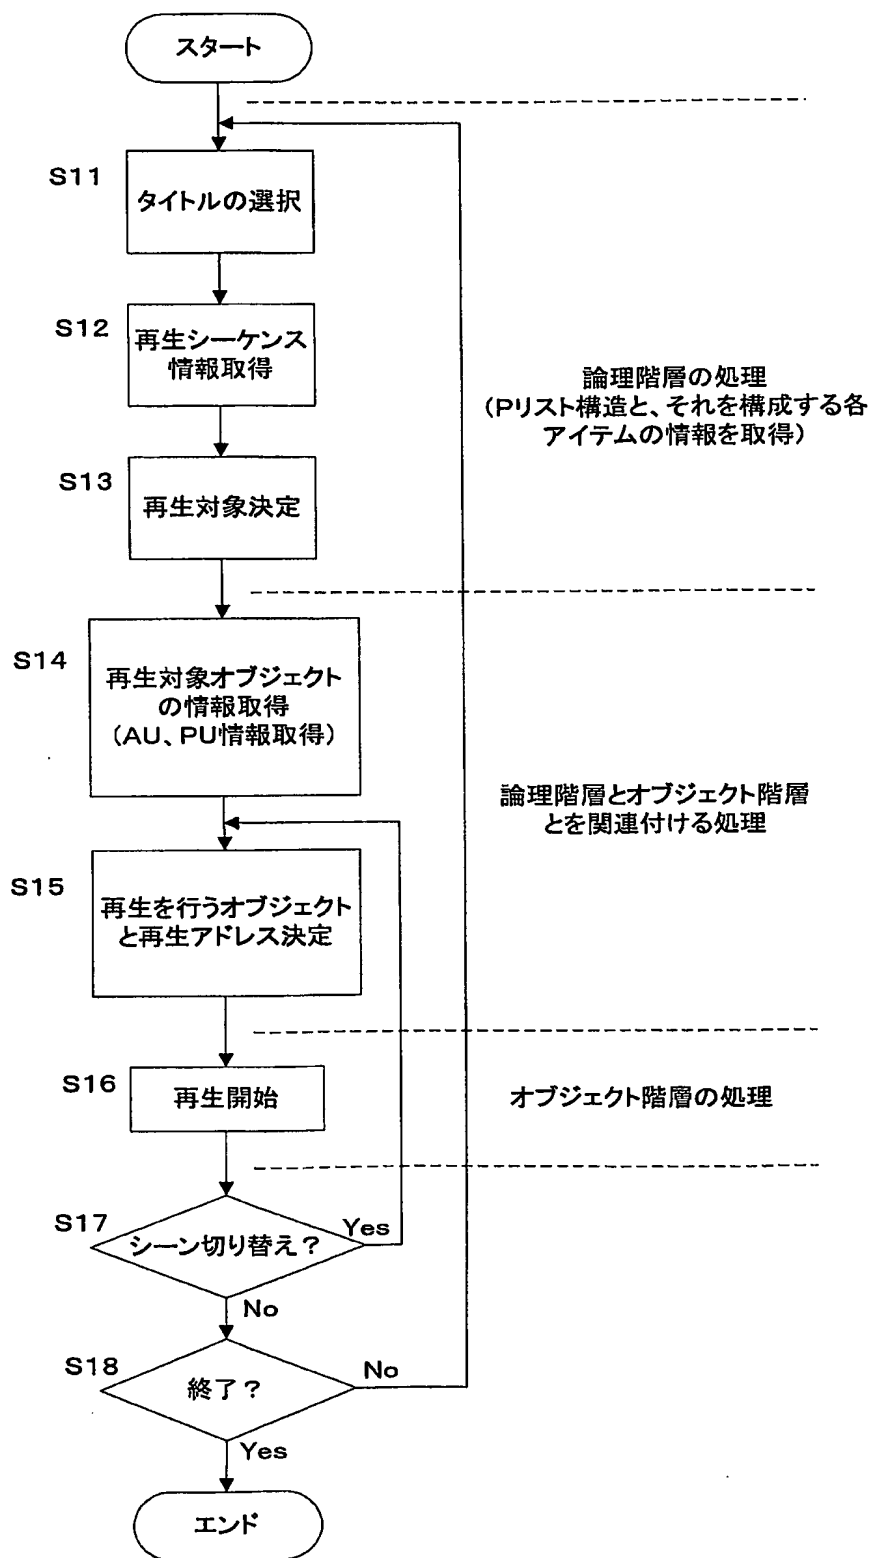 スタート
S11
タイトルの選択
S12
再生シーケンス
情報取得
論理階層の処理
(Pリスト構造と、それを構成する各
アイテムの情報を取得)
S13
再生対象決定
S14
再生対象オブジェクト
の情報取得
(AU、PU情報取得)
論理階層とオブジェクト階層
とを関連付ける処理
S15
再生を行うオブジェクト
と再生アドレス決定
S16
再生開始
オブジェクト階層の処理
S17
シーン切り替え?
Yes
No
S18
終了?
No
Yes
エンド